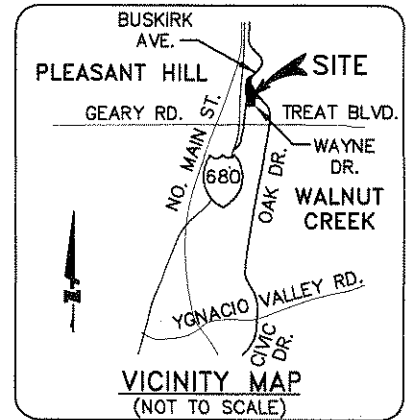 BUSKIRK
AVE.
PLEASANT HILL
SITE
GEARY RD.
NO. MAIN ST.
TREAT BLVD.
WAYNE
DR.
680
OAK DR.
WALNUT
CREEK
N
YGNACIO VALLEY RD.
CIVIC
DR.
VICINITY MAP
(NOT TO SCALE)